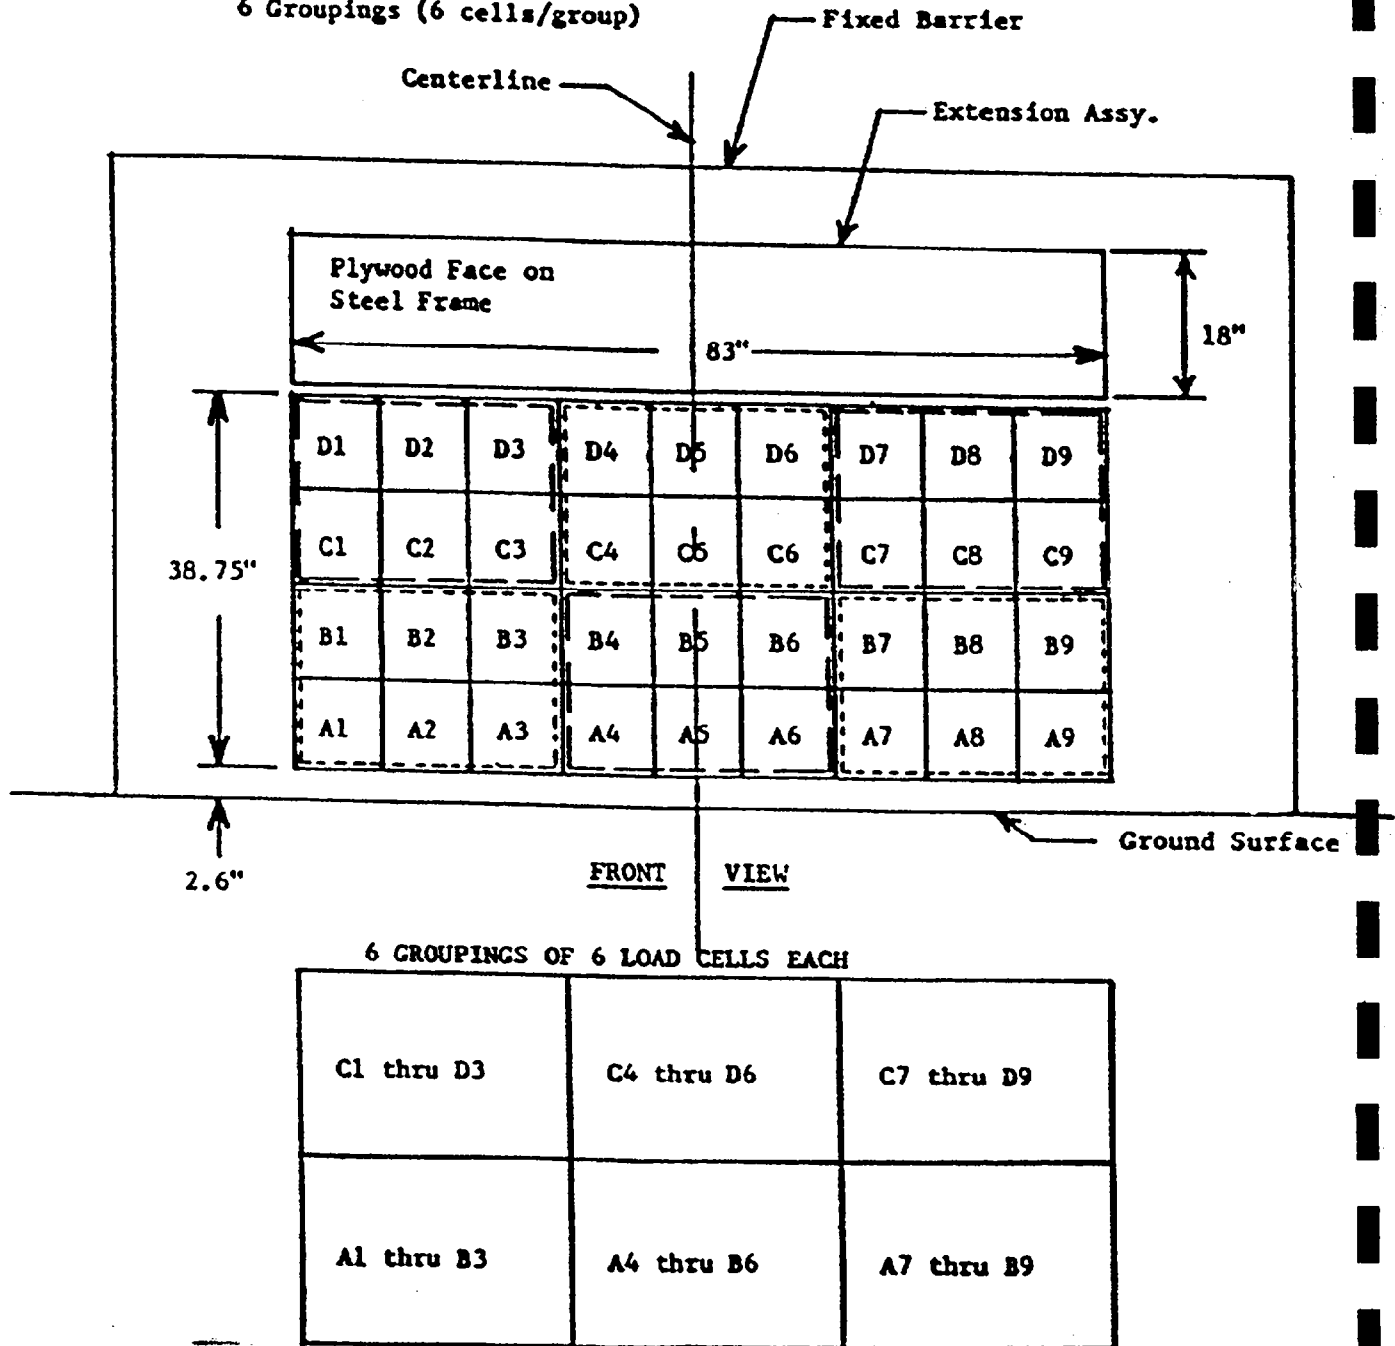 6 Groupings (6 cells/group)
Fixed Barrier
Centerline
Extension Assy.
Plywood Face on
Steel Frame
83"
18"
D1 D2 D3 D4 D5 D6 D7 D8 D9
C1 C2 C3 C4 C5 C6 C7 C8 C9
38.75"
B1 B2 B3 B4 B5 B6 B7 B8 B9
A1 A2 A3 A4 A5 A6 A7 A8 A9
Ground Surface
2.6"
FRONT VIEW
6 GROUPINGS OF 6 LOAD CELLS EACH
C1 thru D3 C4 thru D6 C7 thru D9
A1 thru B3 A4 thru B6 A7 thru B9